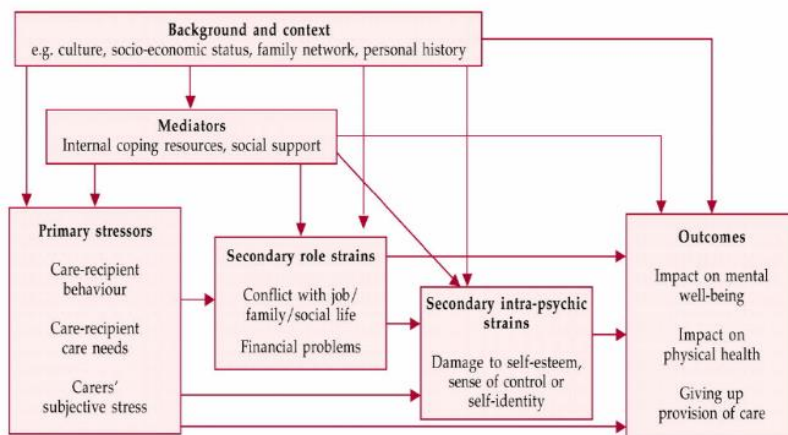 Background and context
e.g. culture, socio-economic status, family network, personal history
Mediators
Internal coping resources, social support
Primary stressors
Care-recipient
behaviour
Care-recipient
care needs
Carers'
subjective stress
Secondary role strains
Conflict with job/
family/social life
Financial problems
Secondary intra-psychic
strains
Damage to self-esteem,
sense of control or
self-identity
Outcomes
Impact on mental
well-being
Impact on
physical health
Giving up
provision of care